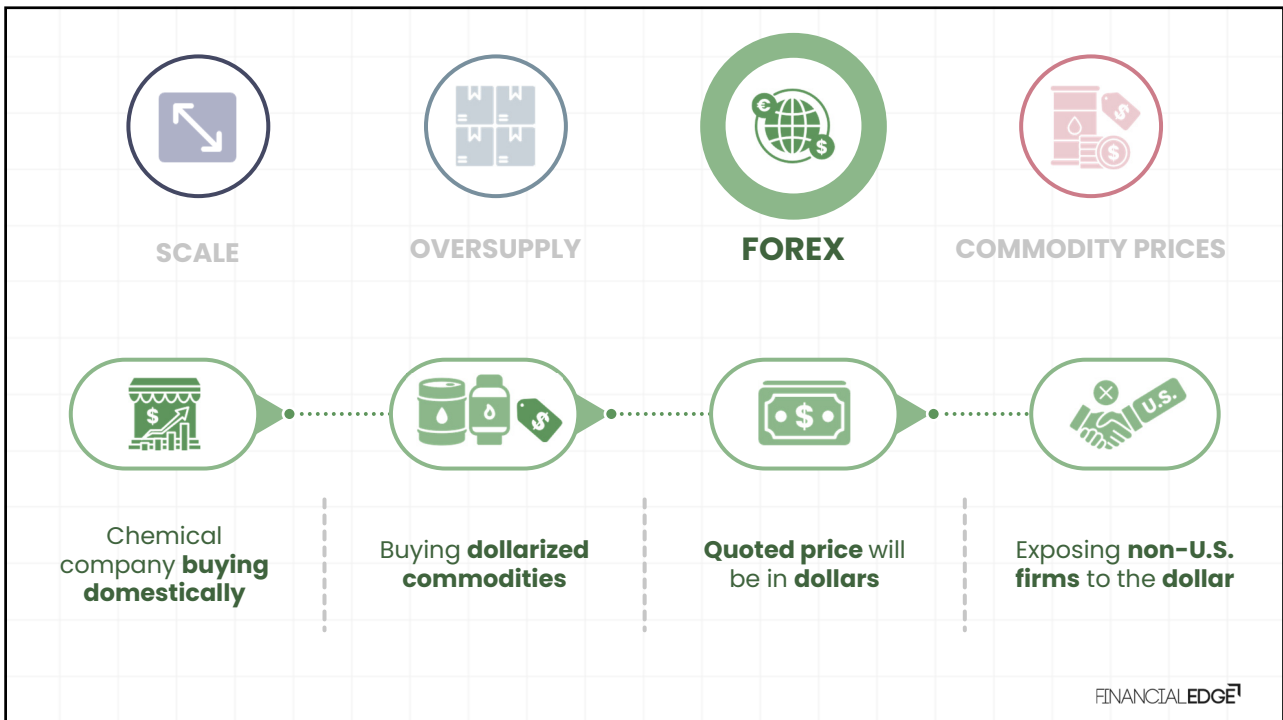 SCALE
OVERSUPPLY
FOREX
COMMODITY PRICES
€
$
$
$
$
$
$
U.S.
Chemical
company buying
domestically
Buying dollarized
commodities
Quoted price will
be in dollars
Exposing non-U.S.
firms to the dollar
FINANCIALEDGE